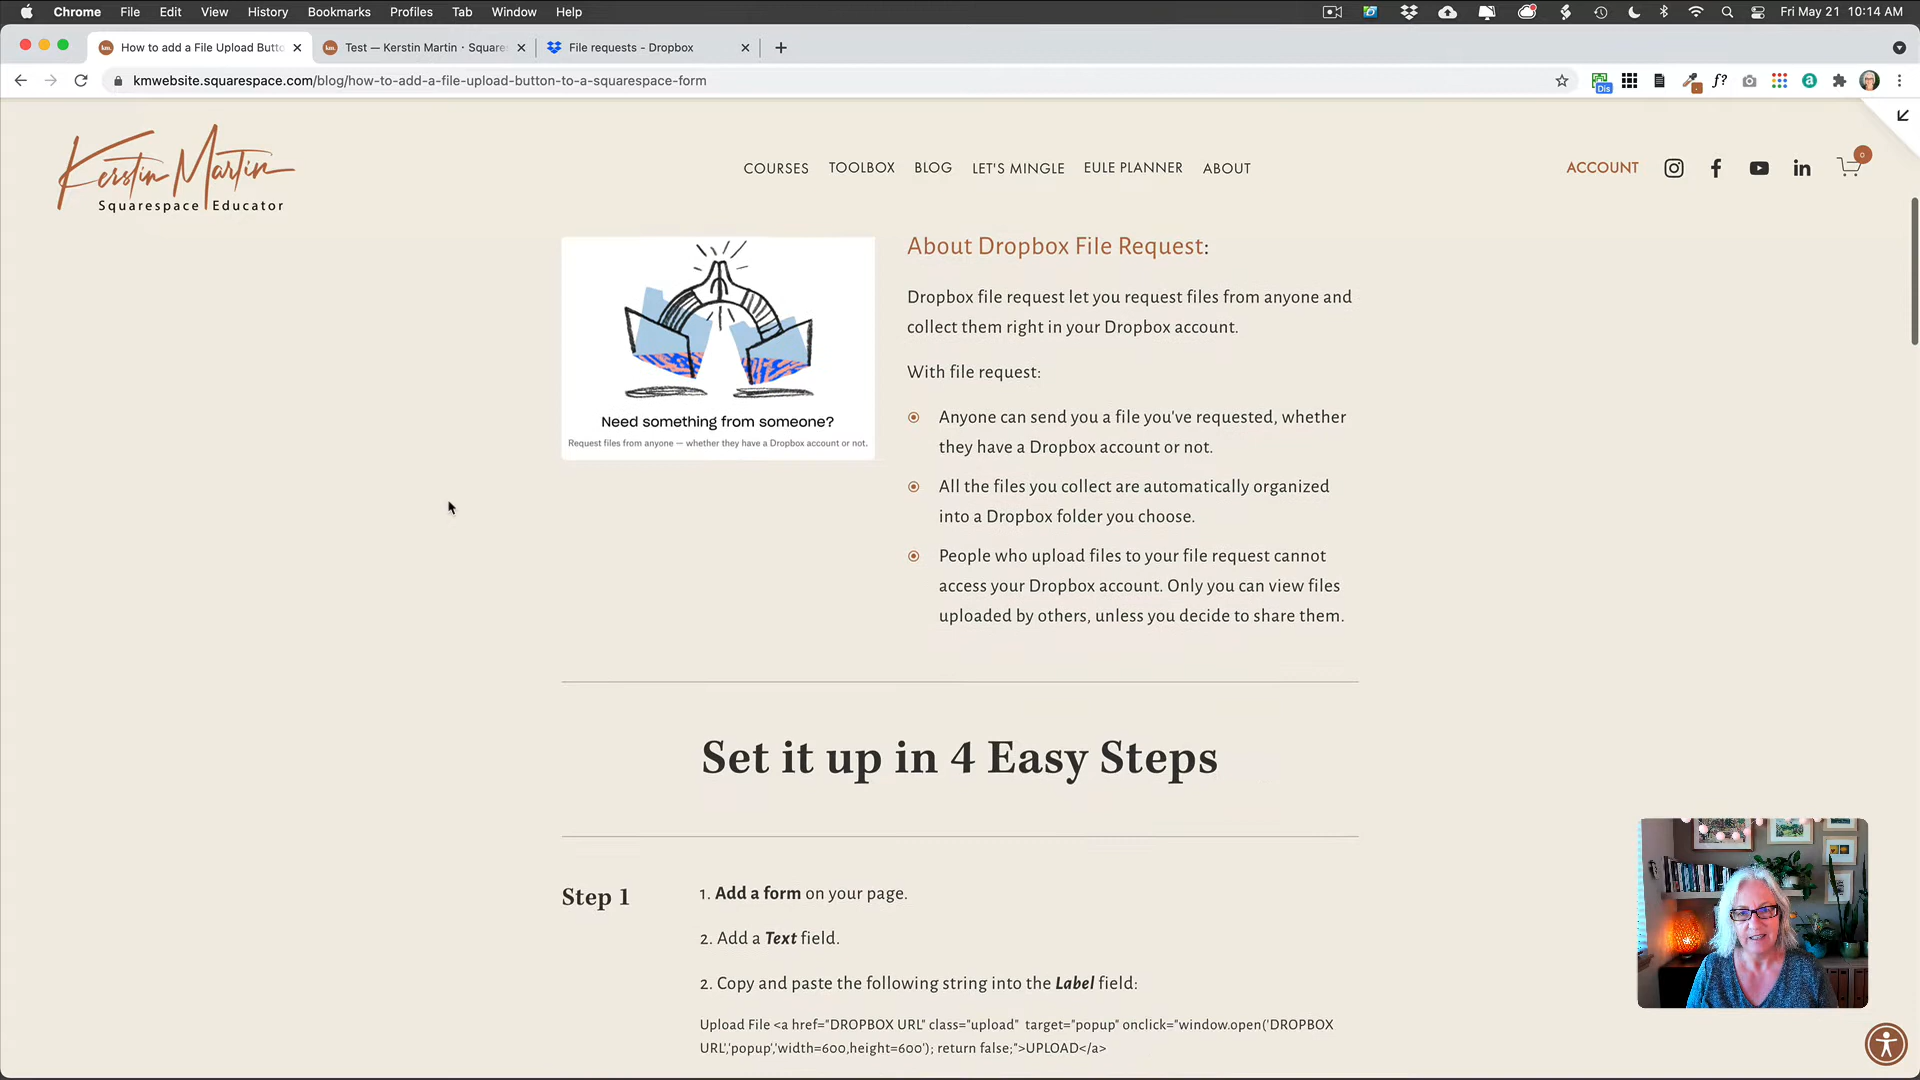 Chrome File Edit View History Bookmarks Profiles Tab Window Help Fri May 21 10:14 AM
How to add a File Upload Butto Test — Kerstin Martin · Square File requests - Dropbox
kmwebsite.squarespace.com/blog/how-to-add-a-file-upload-button-to-a-squarespace-form
Dis f?
Kerstin Martin
Squarespace Educator
COURSES TOOLBOX BLOG LET'S MINGLE EULE PLANNER ABOUT ACCOUNT 0
About Dropbox File Request:
Dropbox file request let you request files from anyone and
collect them right in your Dropbox account.
With file request:
Anyone can send you a file you've requested, whether
they have a Dropbox account or not.
All the files you collect are automatically organized
into a Dropbox folder you choose.
People who upload files to your file request cannot
access your Dropbox account. Only you can view files
uploaded by others, unless you decide to share them.
Need something from someone?
Request files from anyone — whether they have a Dropbox account or not.
Set it up in 4 Easy Steps
Step 1
1. Add a form on your page.
2. Add a Text field.
2. Copy and paste the following string into the Label field:
Upload File <a href="DROPBOX URL" class="upload" target="popup" onclick="window.open('DROPBOX
URL','popup','width=600,height=600'); return false;">UPLOAD</a>